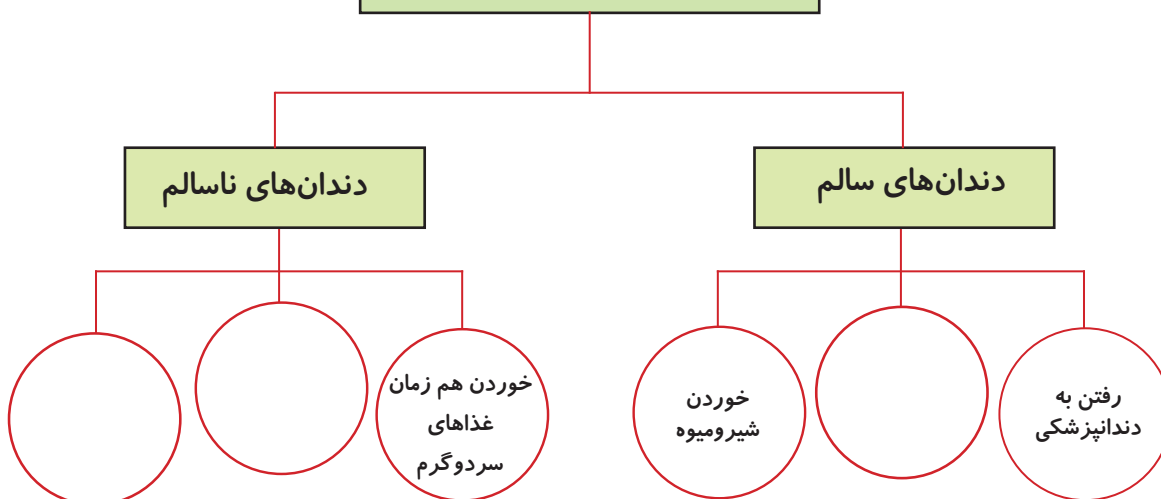 دندان‌های سالم
دندان‌های ناسالم
رفتن به
دندانپزشکی
خوردن
شیرومیوه
خوردن هم زمان
غذاهای
سردوگرم